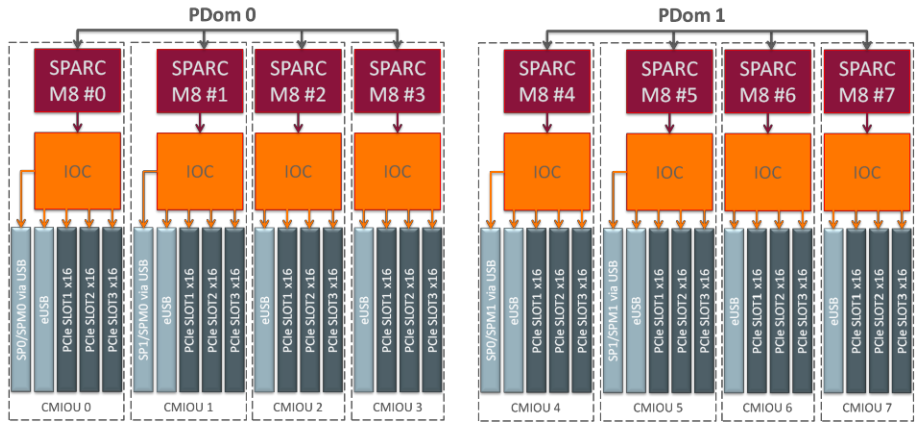 PDom 0
SPARC
M8 #0
SPARC
M8 #1
SPARC
M8 #2
SPARC
M8 #3
IOC
IOC
IOC
IOC
SP0/SPM0 via USB
eUSB
PCIe SLOT1 x16
PCIe SLOT2 x16
PCIe SLOT3 x16
SP1/SPM0 via USB
eUSB
PCIe SLOT1 x16
PCIe SLOT2 x16
PCIe SLOT3 x16
eUSB
PCIe SLOT1 x16
PCIe SLOT2 x16
PCIe SLOT3 x16
eUSB
PCIe SLOT1 x16
PCIe SLOT2 x16
PCIe SLOT3 x16
CMIOU 0
CMIOU 1
CMIOU 2
CMIOU 3
PDom 1
SPARC
M8 #4
SPARC
M8 #5
SPARC
M8 #6
SPARC
M8 #7
IOC
IOC
IOC
IOC
SP0/SPM1 via USB
eUSB
PCIe SLOT1 x16
PCIe SLOT2 x16
PCIe SLOT3 x16
SP1/SPM1 via USB
eUSB
PCIe SLOT1 x16
PCIe SLOT2 x16
PCIe SLOT3 x16
eUSB
PCIe SLOT1 x16
PCIe SLOT2 x16
PCIe SLOT3 x16
eUSB
PCIe SLOT1 x16
PCIe SLOT2 x16
PCIe SLOT3 x16
CMIOU 4
CMIOU 5
CMIOU 6
CMIOU 7